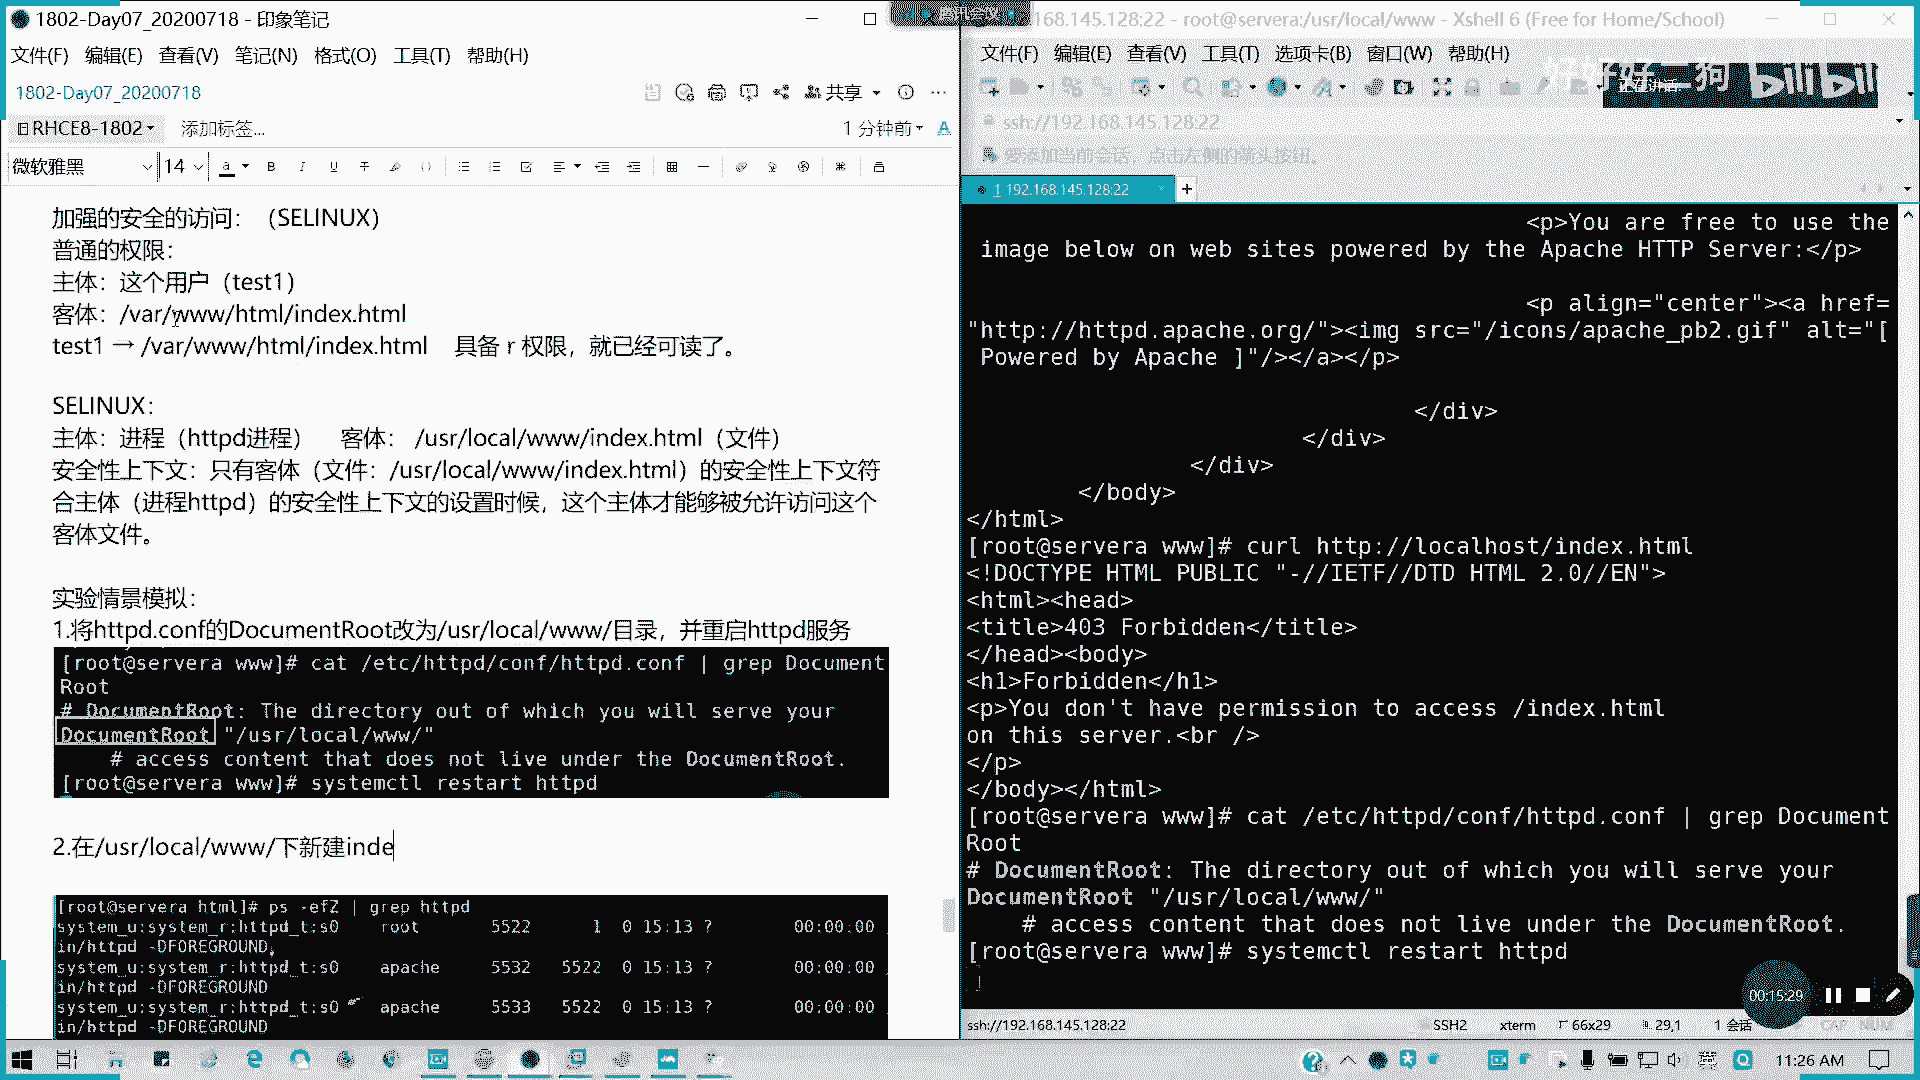 1802-Day07_20200718 - 印象笔记
文件(F) 编辑(E) 查看(V) 笔记(N) 格式(O) 工具(T) 帮助(H)
1802-Day07_20200718
共享
RHCE8-1802
添加标签...
1 分钟前
微软雅黑
14
加强的安全的访问：（SELINUX）
普通的权限：
主体：这个用户（test1）
客体：/var/www/html/index.html
test1 → /var/www/html/index.html 具备 r 权限，就已经可读了。
SELINUX：
主体：进程（httpd进程） 客体： /usr/local/www/index.html（文件）
安全性上下文：只有客体（文件：/usr/local/www/index.html）的安全性上下文符
合主体（进程httpd）的安全性上下文的设置时候，这个主体才能够被允许访问这个
客体文件。
实验情景模拟：
1.将httpd.conf的DocumentRoot改为/usr/local/www/目录，并重启httpd服务
[root@servera www]# cat /etc/httpd/conf/httpd.conf | grep Document
Root
# DocumentRoot: The directory out of which you will serve your
DocumentRoot "/usr/local/www/"
# access content that does not live under the DocumentRoot.
[root@servera www]# systemctl restart httpd
2.在/usr/local/www/下新建inde
[root@servera html]# ps -efZ | grep httpd
system_u:system_r:httpd_t:s0 root 5522 1 0 15:13 ? 00:00:00
in/httpd -DFOREGROUND
system_u:system_r:httpd_t:s0 apache 5532 5522 0 15:13 ? 00:00:00
in/httpd -DFOREGROUND
system_u:system_r:httpd_t:s0 apache 5533 5522 0 15:13 ? 00:00:00
in/httpd -DFOREGROUND
腾讯会议
168.145.128:22 - root@servera:/usr/local/www - Xshell 6 (Free for Home/School)
文件(F) 编辑(E) 查看(V) 工具(T) 选项卡(B) 窗口(W) 帮助(H)
好好好二狗 bilibili
ssh://192.168.145.128:22
要添加当前会话，点击左侧的箭头按钮。
1 192.168.145.128:22
<p>You are free to use the
image below on web sites powered by the Apache HTTP Server:</p>
<p align="center"><a href=
"http://httpd.apache.org/"><img src="/icons/apache_pb2.gif" alt="[
Powered by Apache ]"/></a></p>
</div>
</div>
</div>
</body>
</html>
[root@servera www]# curl http://localhost/index.html
<!DOCTYPE HTML PUBLIC "-//IETF//DTD HTML 2.0//EN">
<html><head>
<title>403 Forbidden</title>
</head><body>
<h1>Forbidden</h1>
<p>You don't have permission to access /index.html
on this server.<br />
</p>
</body></html>
[root@servera www]# cat /etc/httpd/conf/httpd.conf | grep Document
Root
# DocumentRoot: The directory out of which you will serve your
DocumentRoot "/usr/local/www/"
# access content that does not live under the DocumentRoot.
[root@servera www]# systemctl restart httpd
00:15:29
ssh://192.168.145.128:22 SSH2 xterm 66x29 29,1 1 会话 CAP NUM
英
11:26 AM